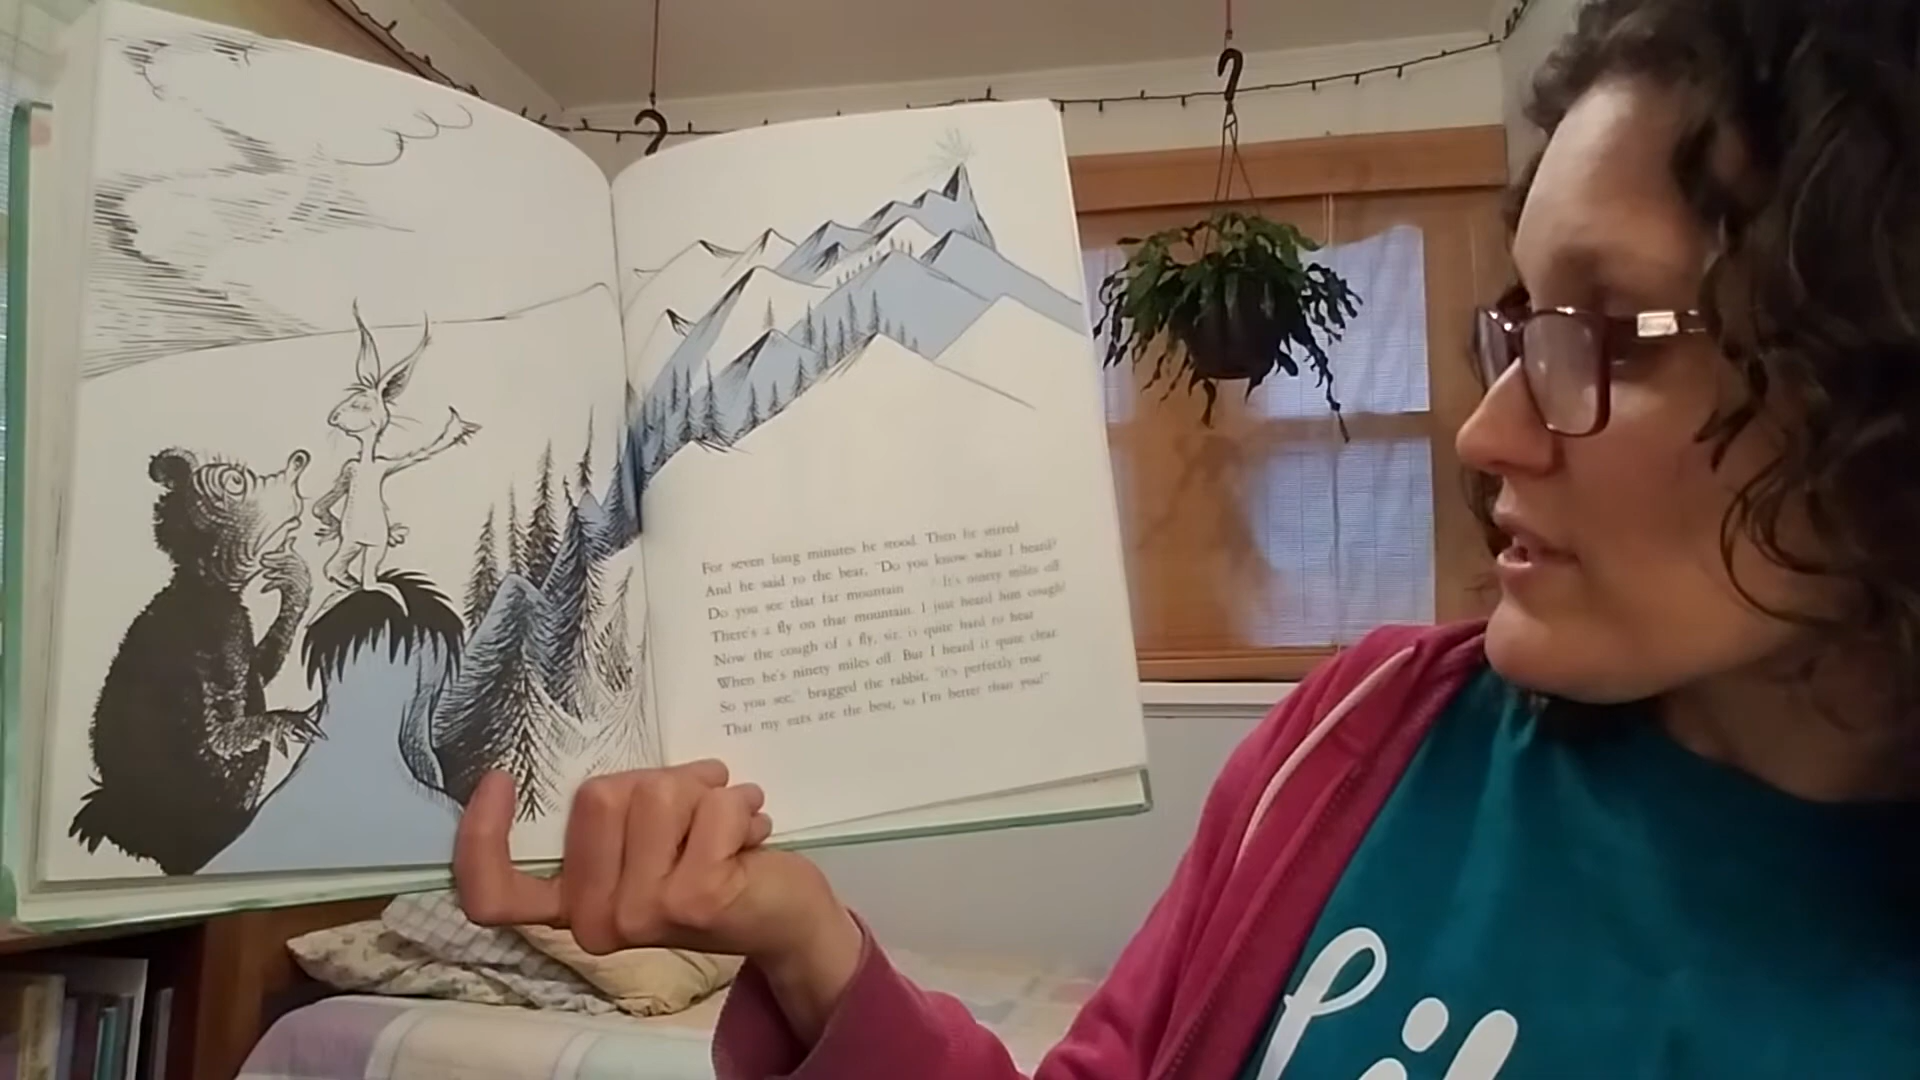 For seven long minutes he stood. Then he stirred
And he said to the bear, "Do you know what I heard?
Do you see that far mountain . . . ? It's ninety miles off.
There's a fly on that mountain. I just heard him cough!
Now the cough of a fly, sir, is quite hard to hear
When he's ninety miles off. But I heard it quite clear.
So you see," bragged the rabbit, "it's perfectly true
That my ears are the best, so I'm better than you!"